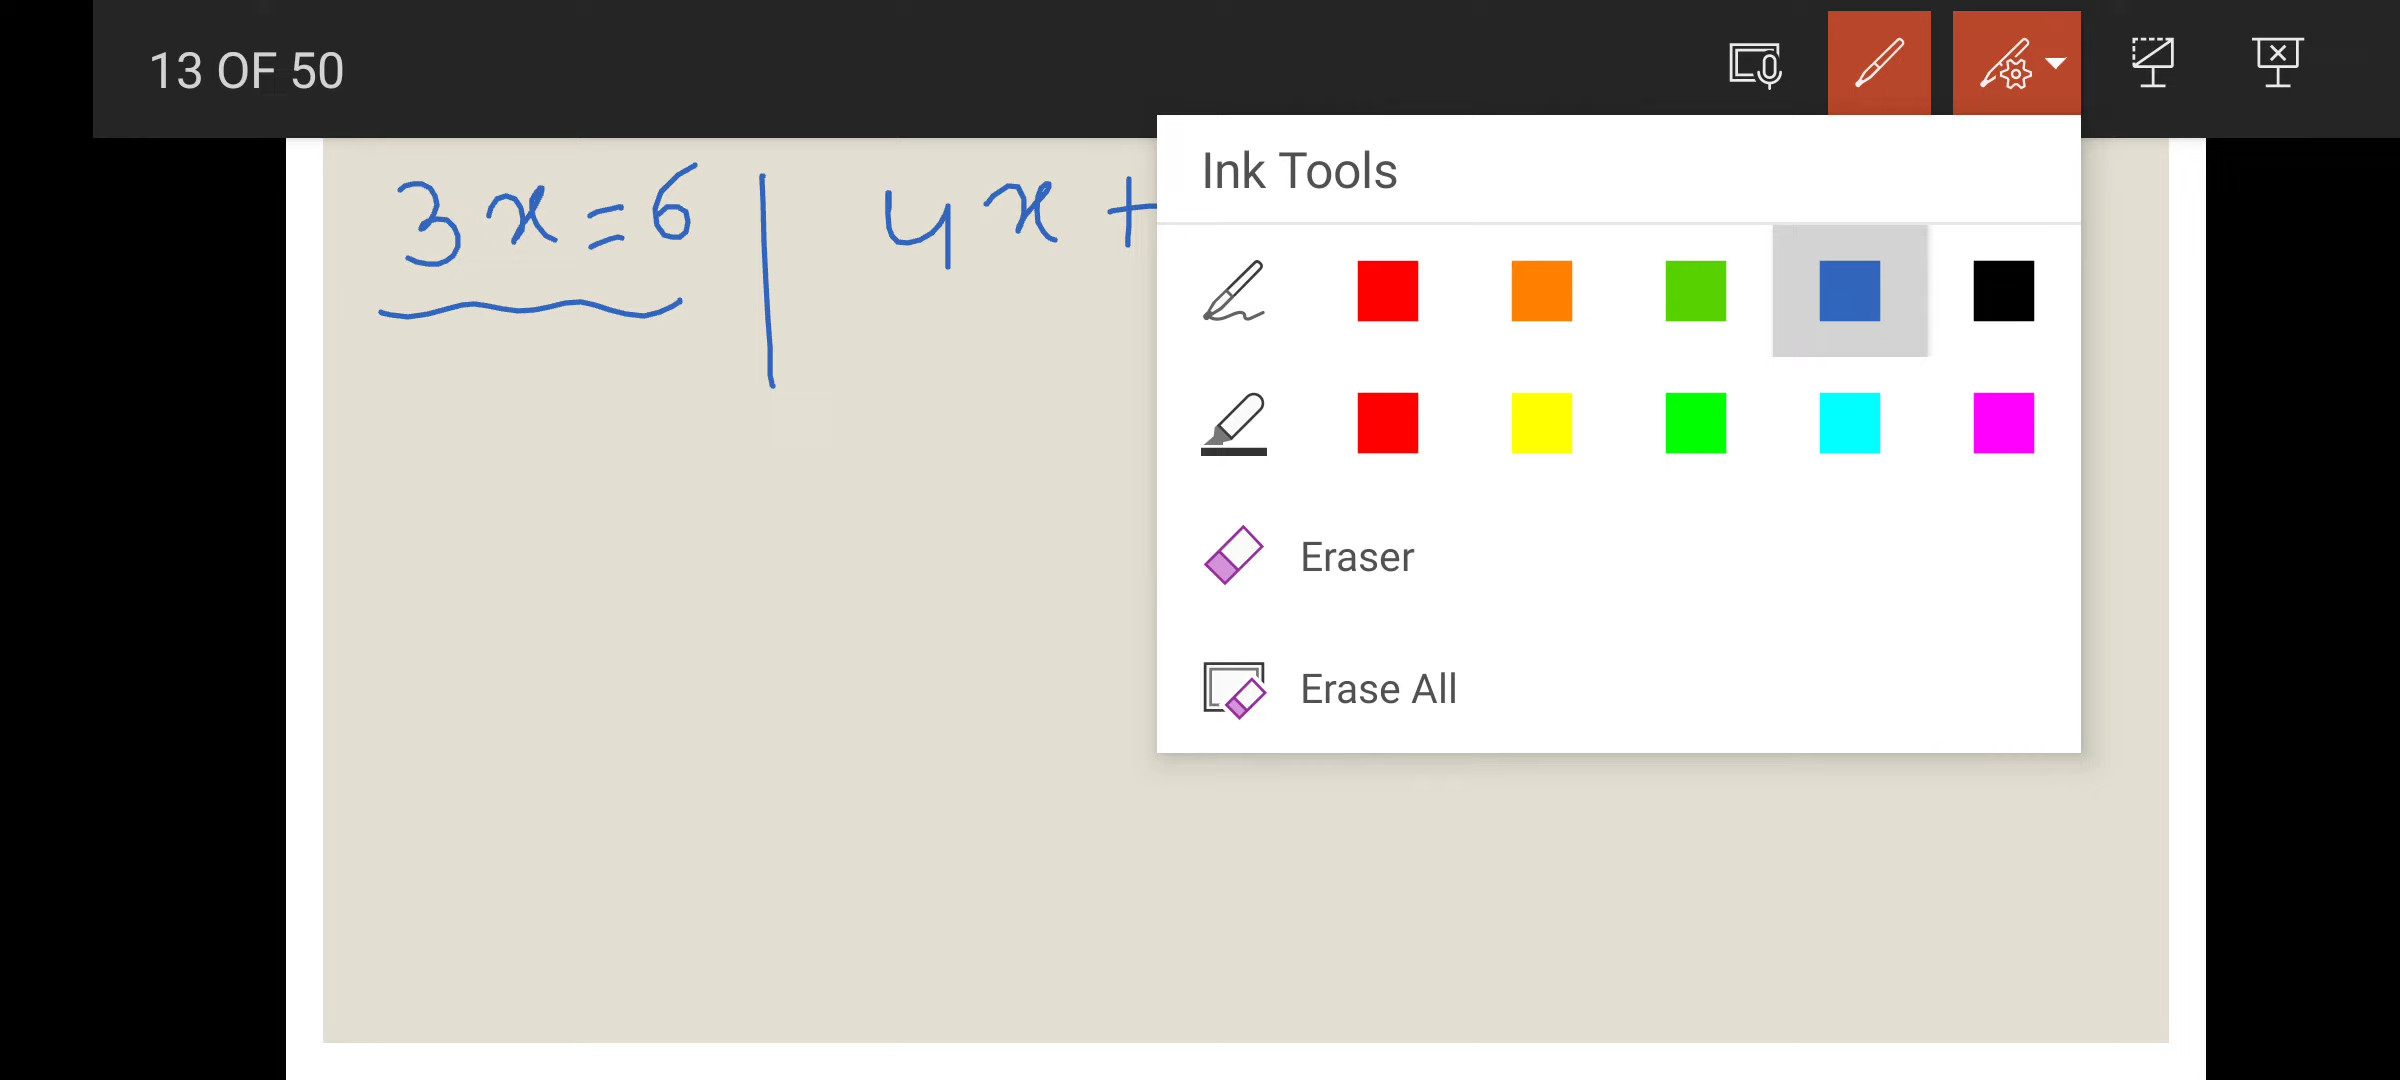 13 OF 50
3x=6 | 4x+
Ink Tools
Eraser
Erase All